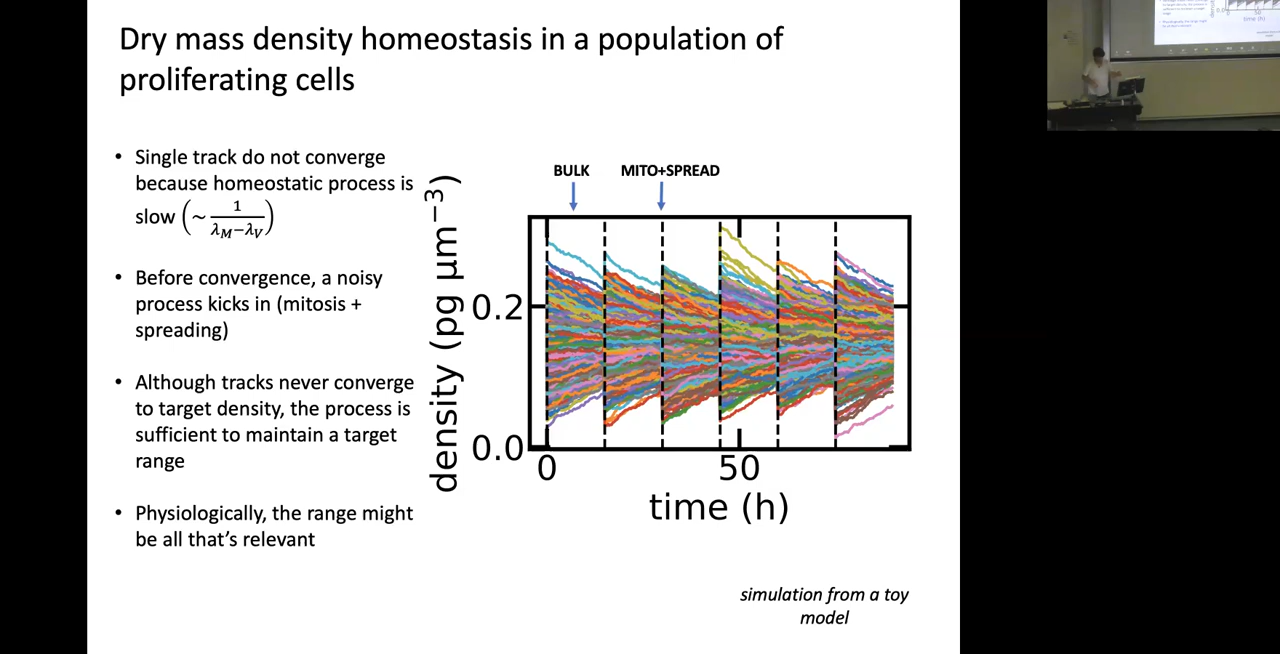 Dry mass density homeostasis in a population of
proliferating cells
• Single track do not converge
because homeostatic process is
slow (~ 1/(λ_M−λ_V))
• Before convergence, a noisy
process kicks in (mitosis +
spreading)
• Although tracks never converge
to target density, the process is
sufficient to maintain a target
range
• Physiologically, the range might
be all that’s relevant
BULK MITO+SPREAD
density (pg μm⁻³)
0.2
0.0
0 50
time (h)
simulation from a toy
model
time (h)